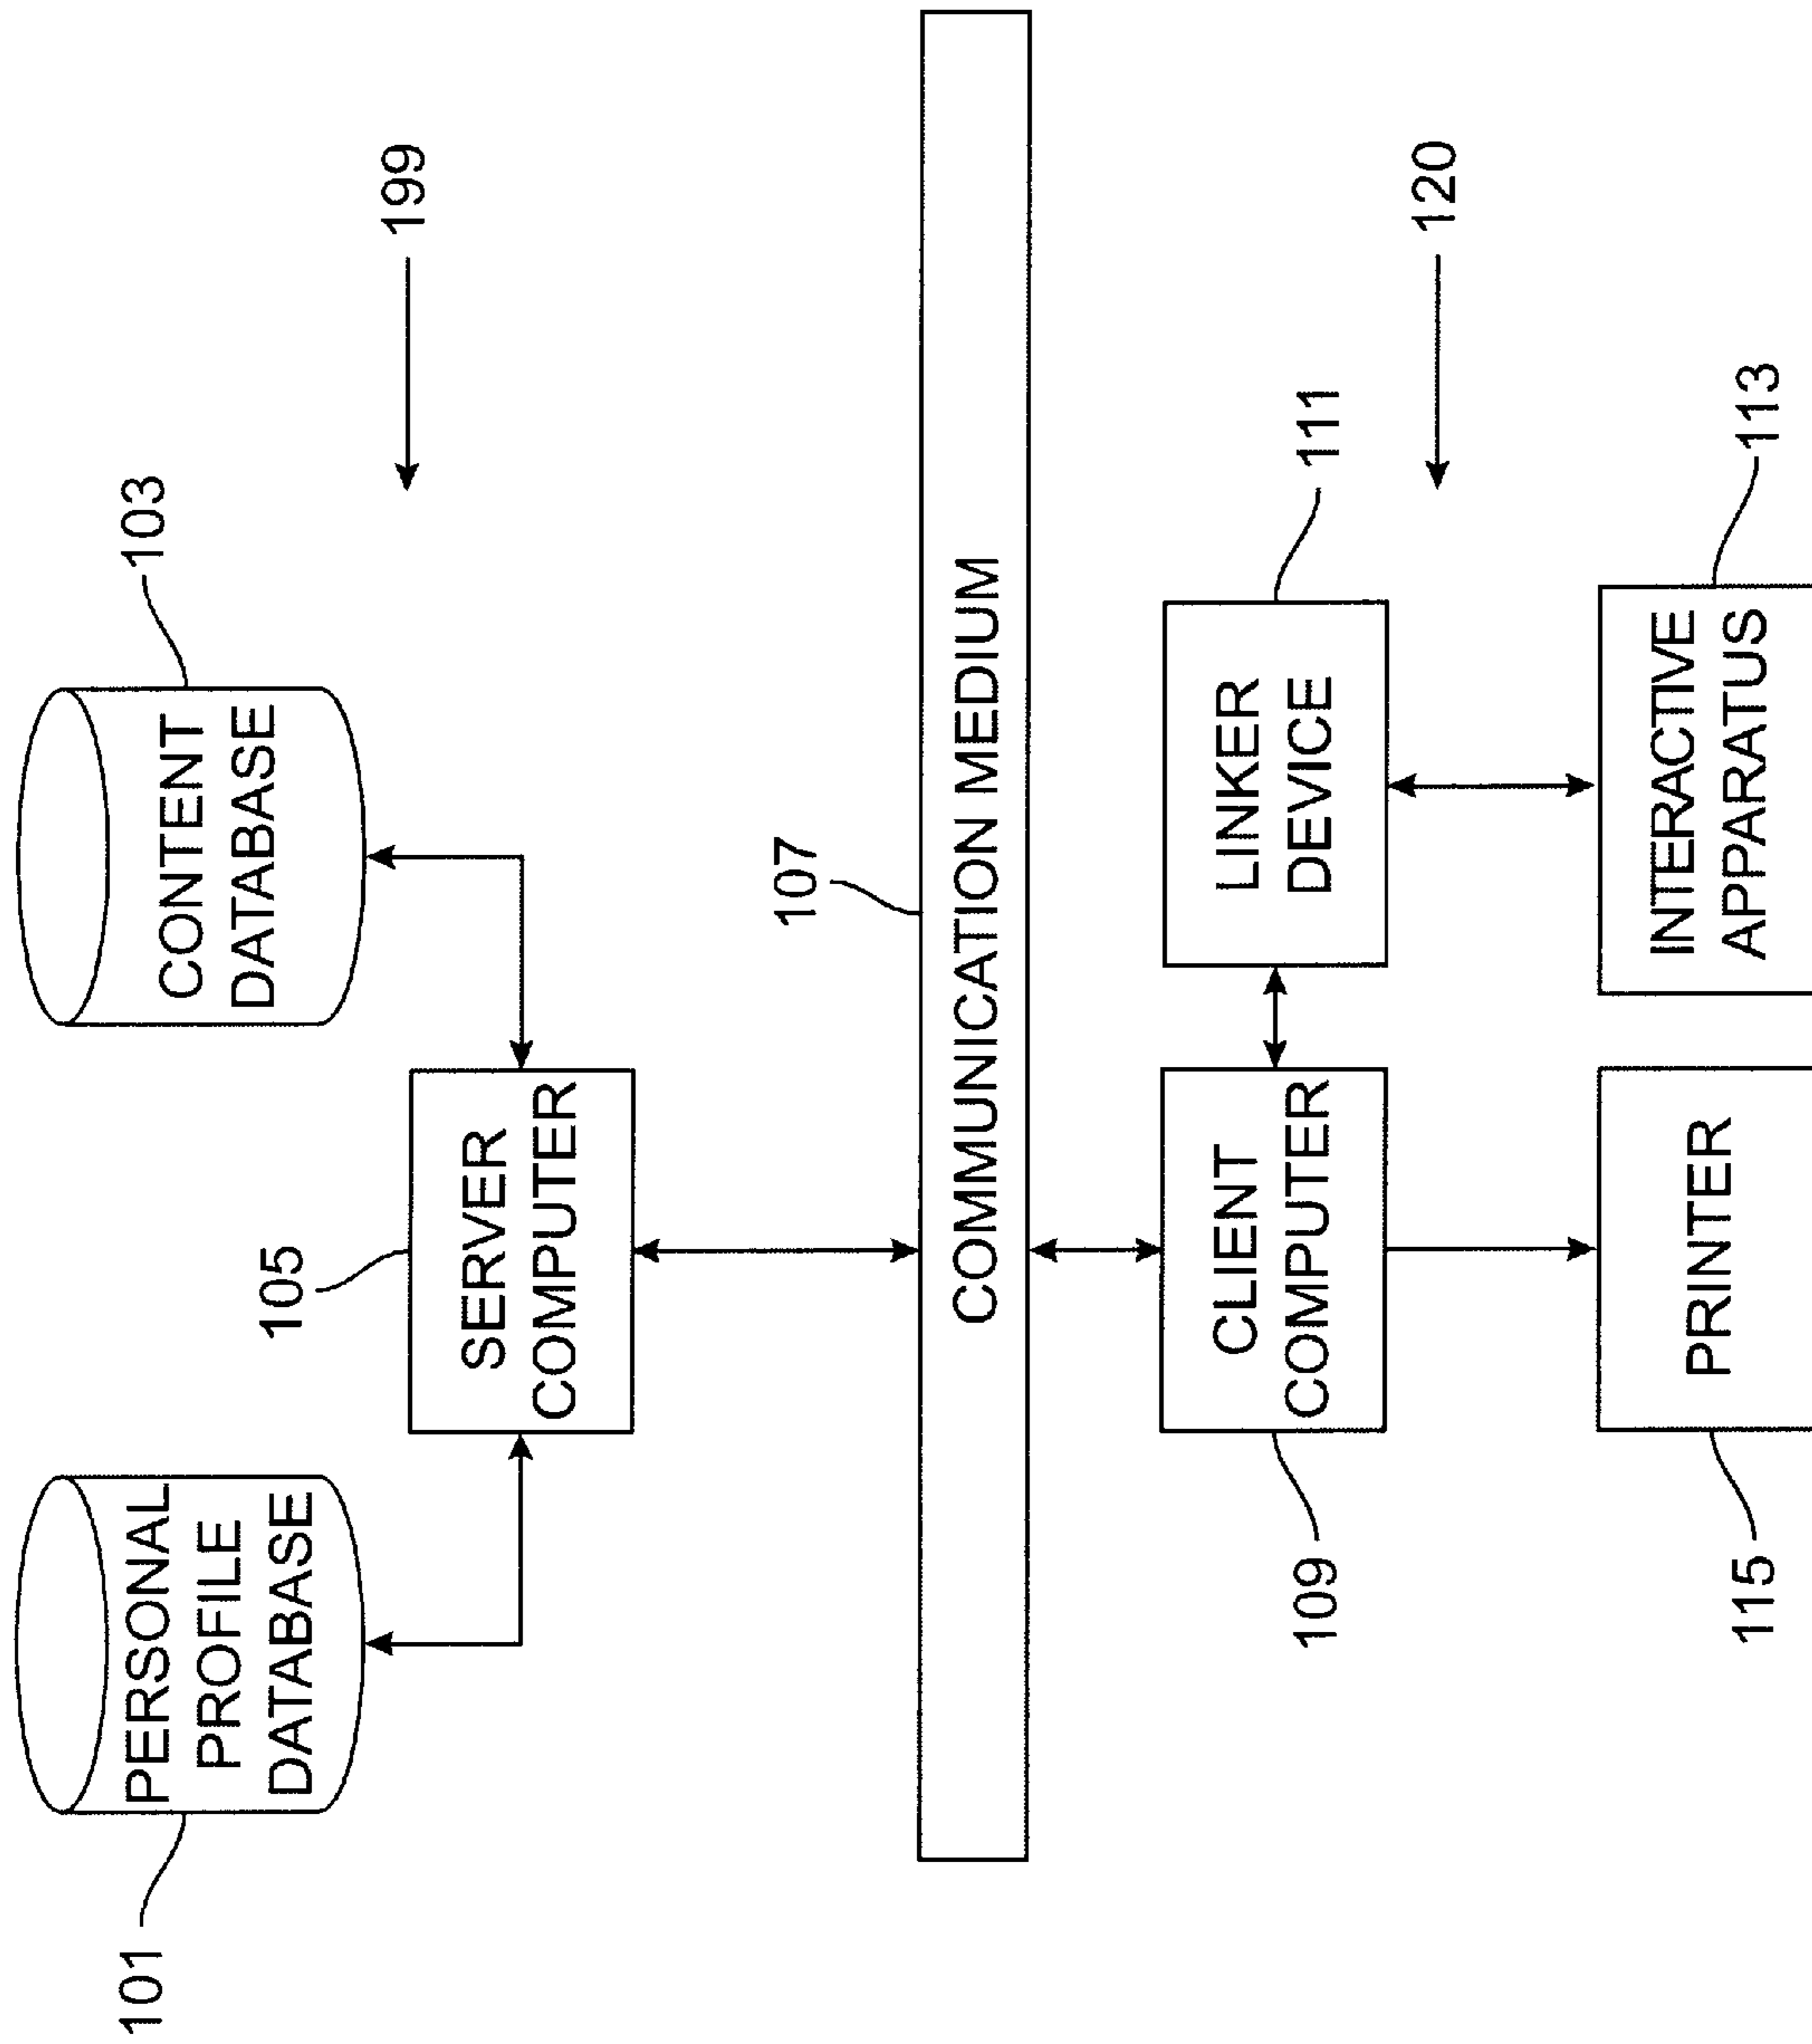 101
PERSONAL
PROFILE
DATABASE
CONTENT
DATABASE
103
199
105
SERVER
COMPUTER
107
COMMUNICATION MEDIUM
109
CLIENT
COMPUTER
LINKER
DEVICE
111
120
115
PRINTER
INTERACTIVE
APPARATUS
113